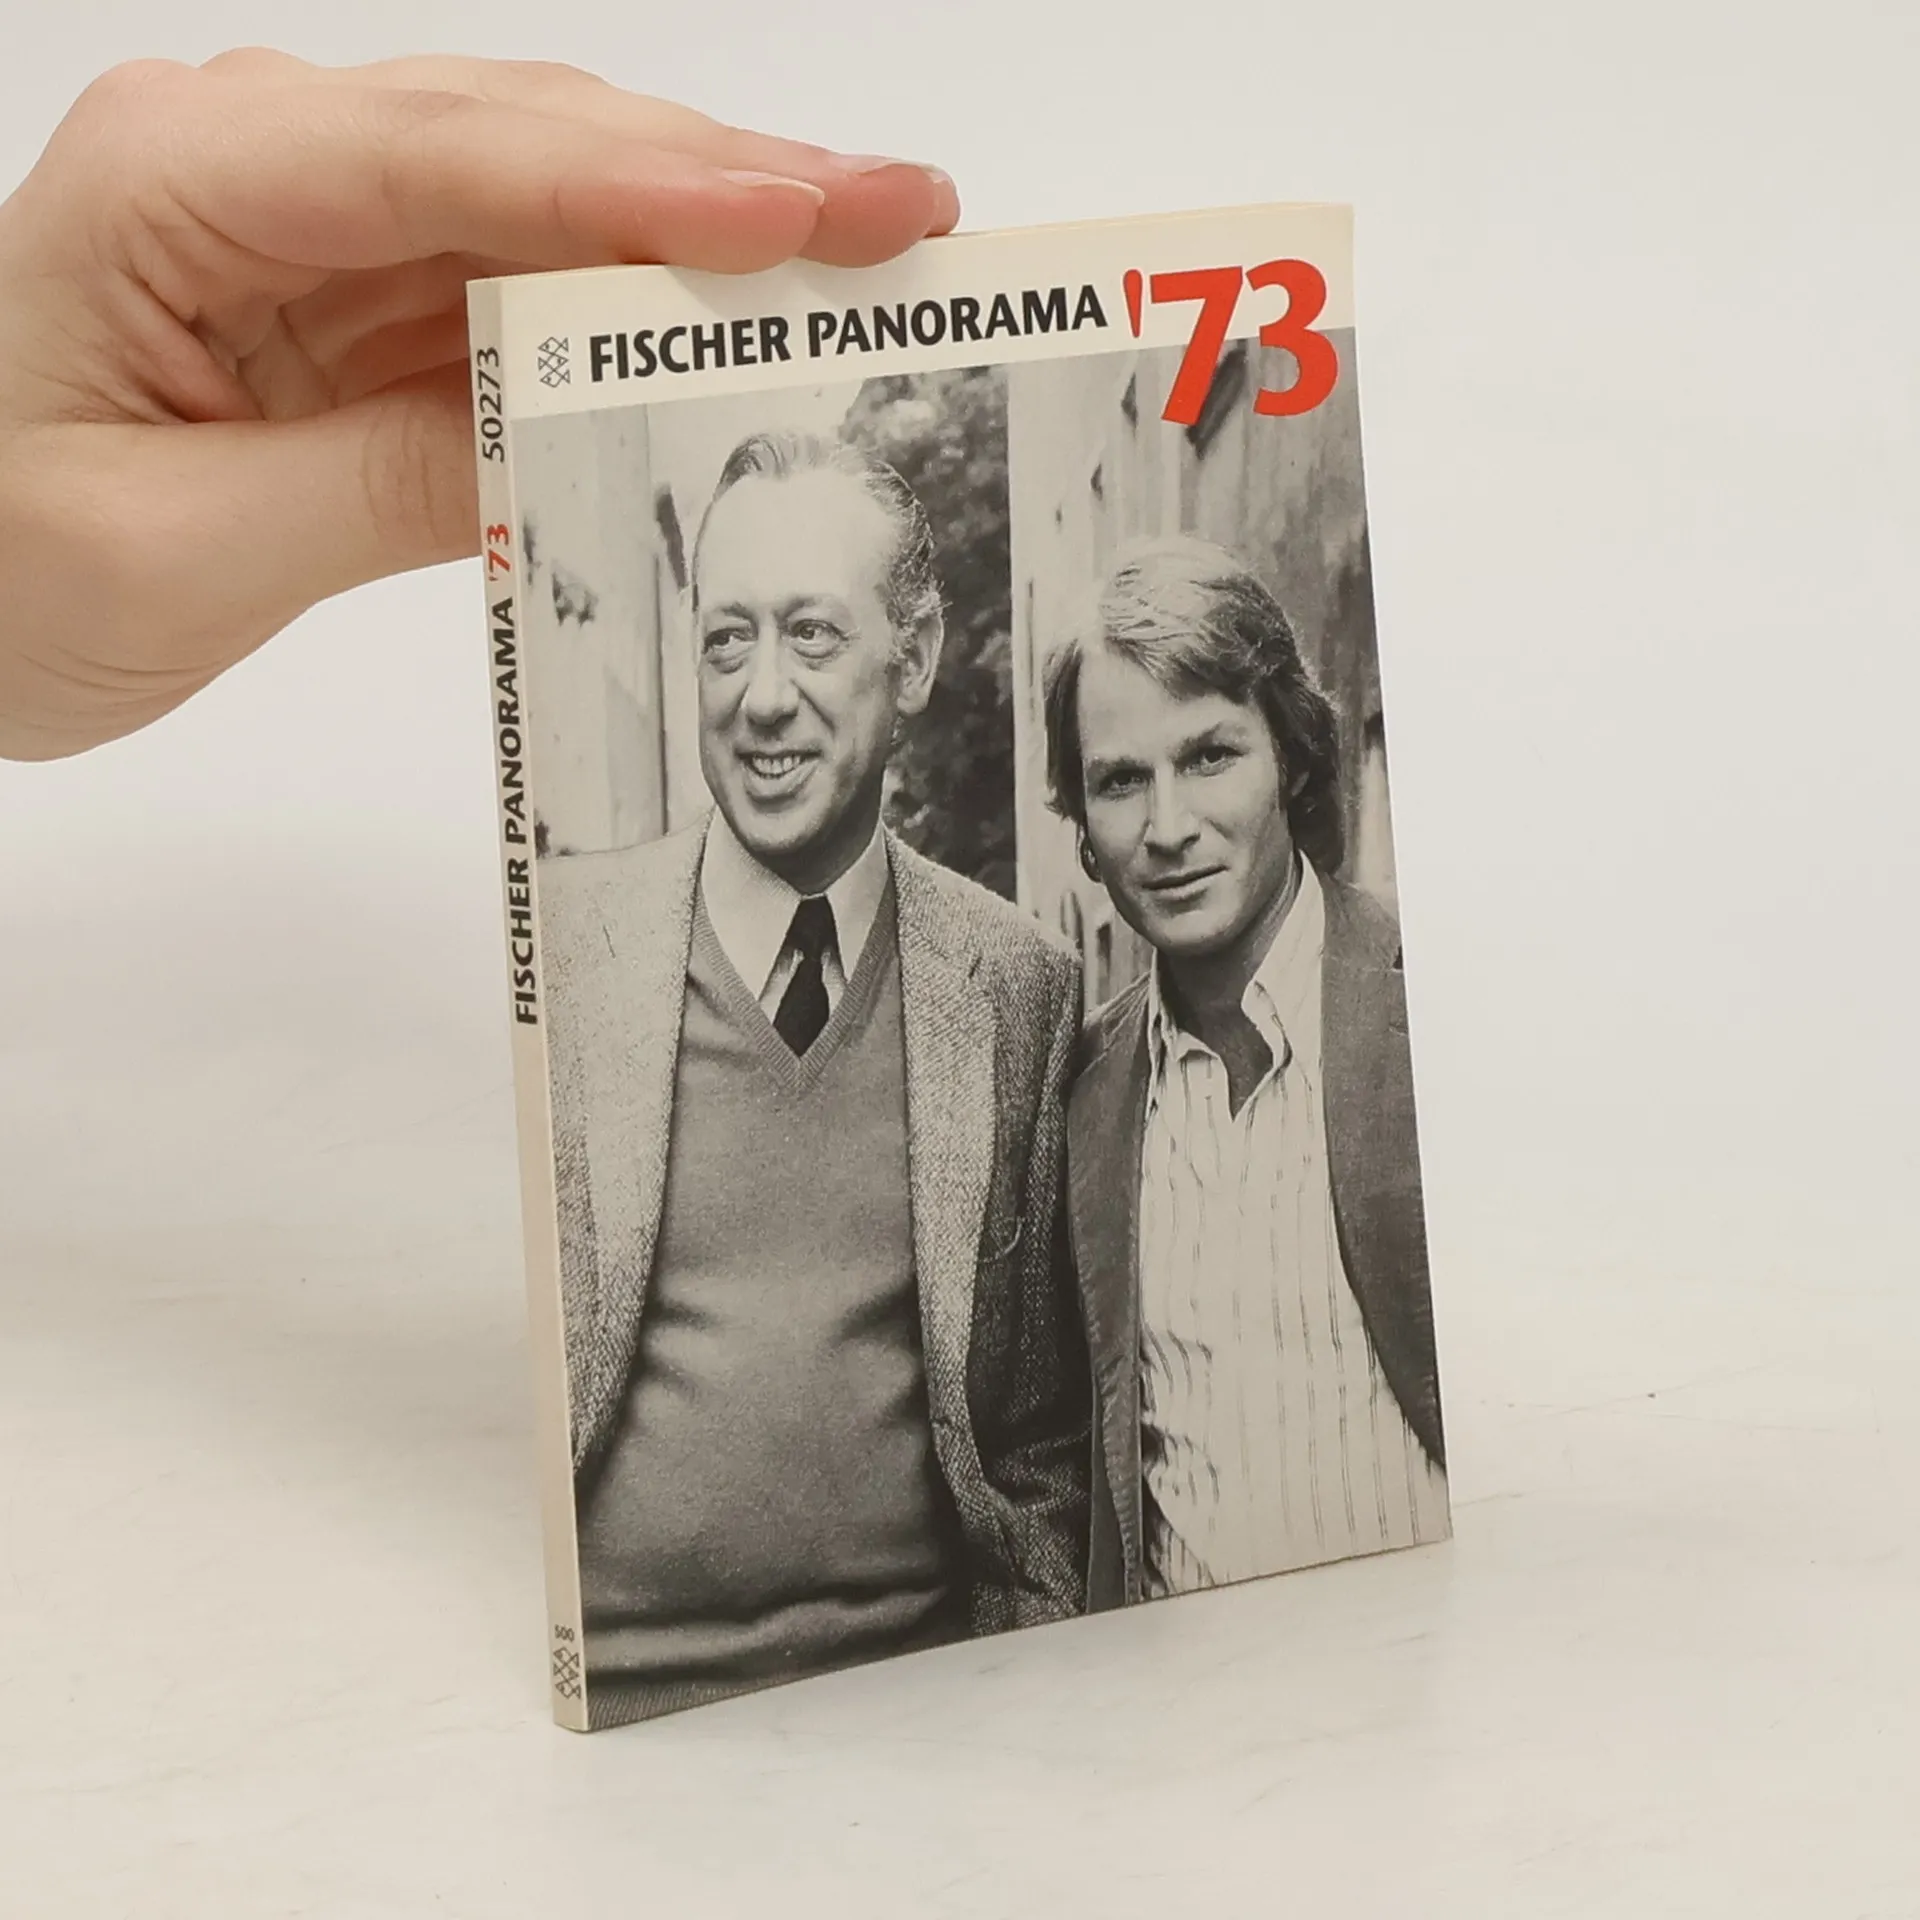 FISCHER PANORAMA '73
FISCHER PANORAMA '73 50273
500